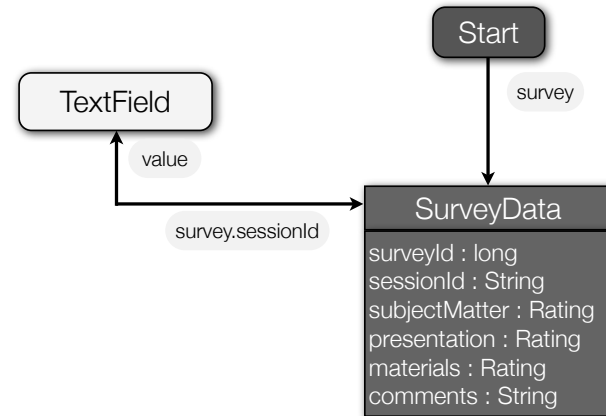 Start
survey
TextField
value
survey.sessionId
SurveyData
surveyId : long
sessionId : String
subjectMatter : Rating
presentation : Rating
materials : Rating
comments : String